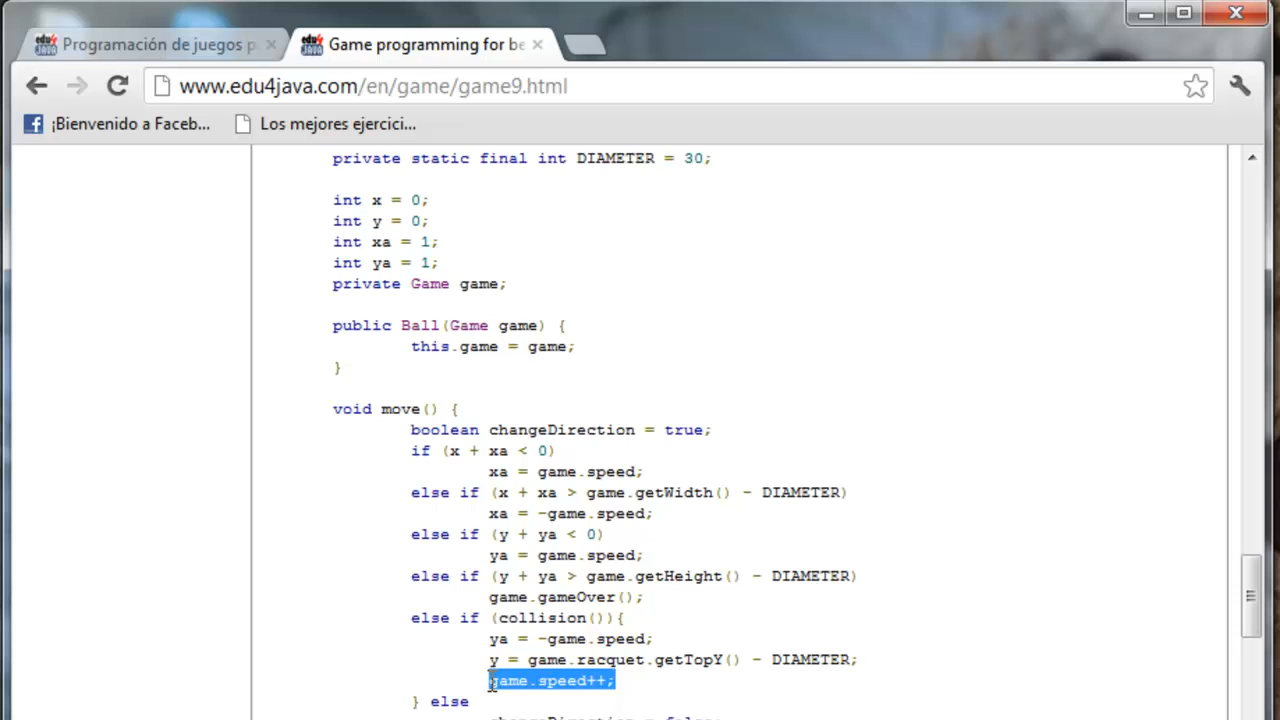 Programación de juegos p
Game programming for be
www.edu4java.com/en/game/game9.html
¡Bienvenido a Faceb...
Los mejores ejercici...
private static final int DIAMETER = 30;
int x = 0;
int y = 0;
int xa = 1;
int ya = 1;
private Game game;
public Ball(Game game) {
this.game = game;
}
void move() {
boolean changeDirection = true;
if (x + xa < 0)
xa = game.speed;
else if (x + xa > game.getWidth() - DIAMETER)
xa = -game.speed;
else if (y + ya < 0)
ya = game.speed;
else if (y + ya > game.getHeight() - DIAMETER)
game.gameOver();
else if (collision()){
ya = -game.speed;
y = game.racquet.getTopY() - DIAMETER;
game.speed++;
} else